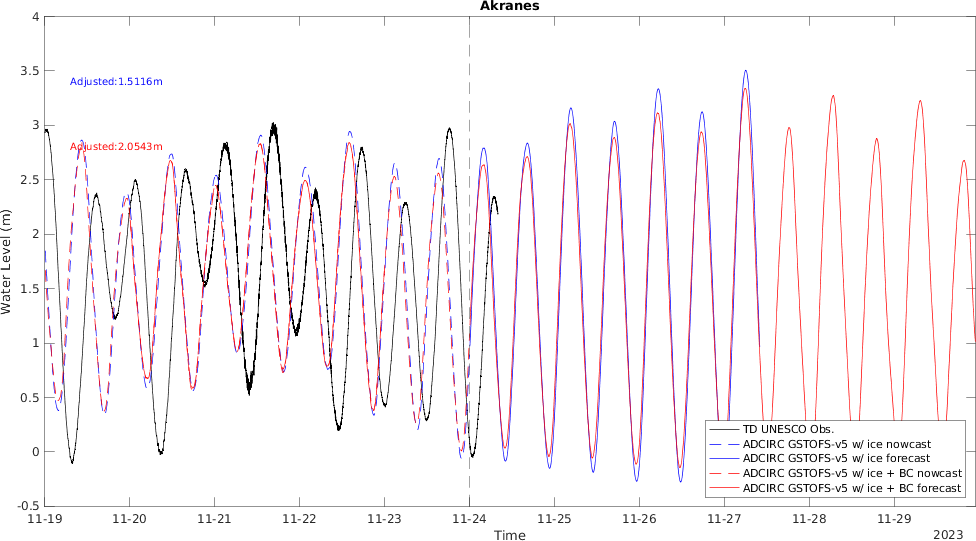 Akranes
4
3.5
3
2.5
2
1.5
1
0.5
0
-0.5
Water Level (m)
Adjusted:1.5116m
Adjusted:2.0543m
TD UNESCO Obs.
ADCIRC GSTOFS-v5 w/ ice nowcast
ADCIRC GSTOFS-v5 w/ ice forecast
ADCIRC GSTOFS-v5 w/ ice + BC nowcast
ADCIRC GSTOFS-v5 w/ ice + BC forecast
11-19 11-20 11-21 11-22 11-23 11-24 11-25 11-26 11-27 11-28 11-29
Time
2023